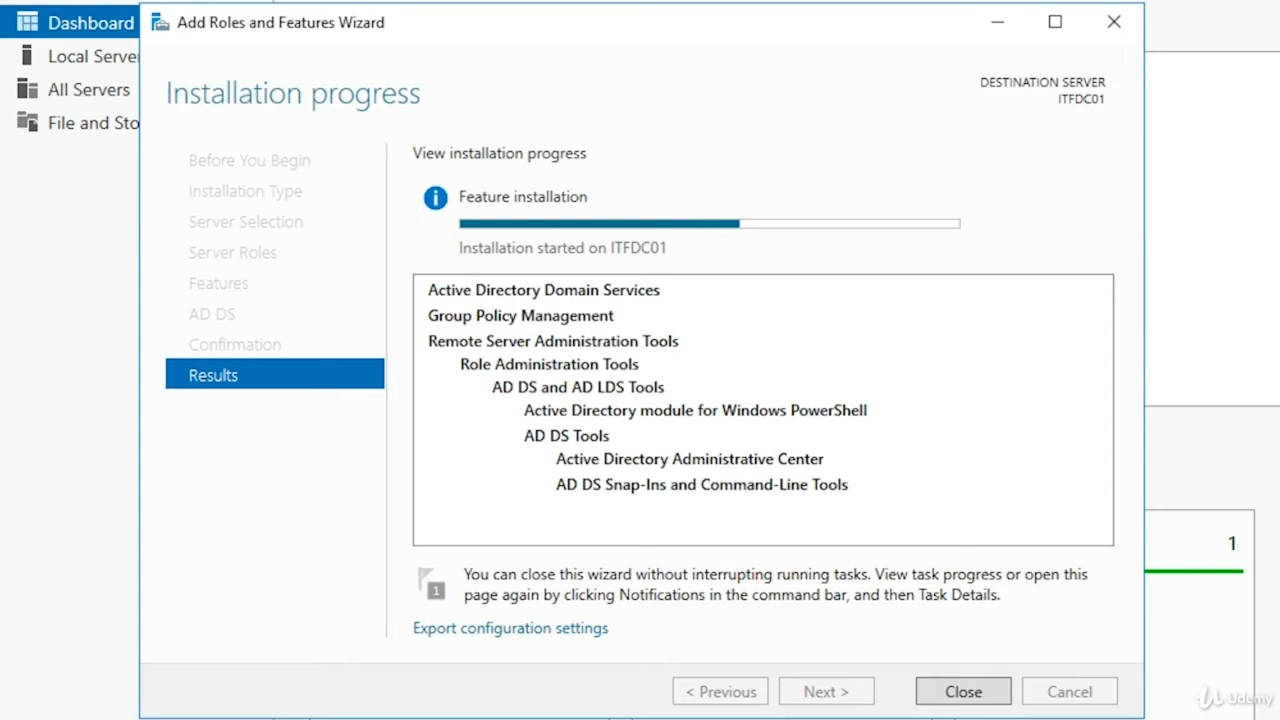 Dashboard
Local Serve
All Servers
File and Sto
Add Roles and Features Wizard
Installation progress
DESTINATION SERVER
ITFDC01
Before You Begin
Installation Type
Server Selection
Server Roles
Features
AD DS
Confirmation
Results
View installation progress
Feature installation
Installation started on ITFDC01
Active Directory Domain Services
Group Policy Management
Remote Server Administration Tools
Role Administration Tools
AD DS and AD LDS Tools
Active Directory module for Windows PowerShell
AD DS Tools
Active Directory Administrative Center
AD DS Snap-Ins and Command-Line Tools
1
You can close this wizard without interrupting running tasks. View task progress or open this
page again by clicking Notifications in the command bar, and then Task Details.
Export configuration settings
< Previous
Next >
Close
Cancel
1
Udemy